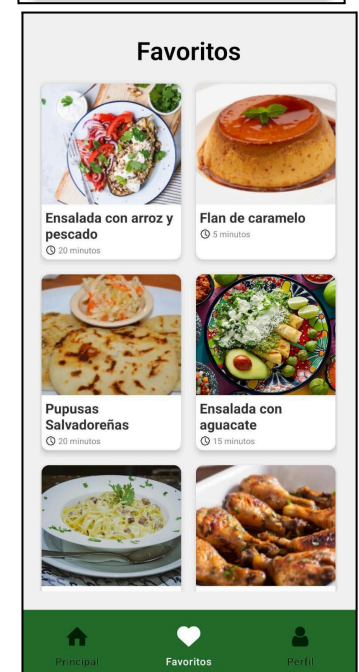 Favoritos
Ensalada con arroz y
pescado
20 minutos
Flan de caramelo
5 minutos
Pupusas
Salvadoreñas
20 minutos
Ensalada con
aguacate
15 minutos
Principal
Favoritos
Perfil